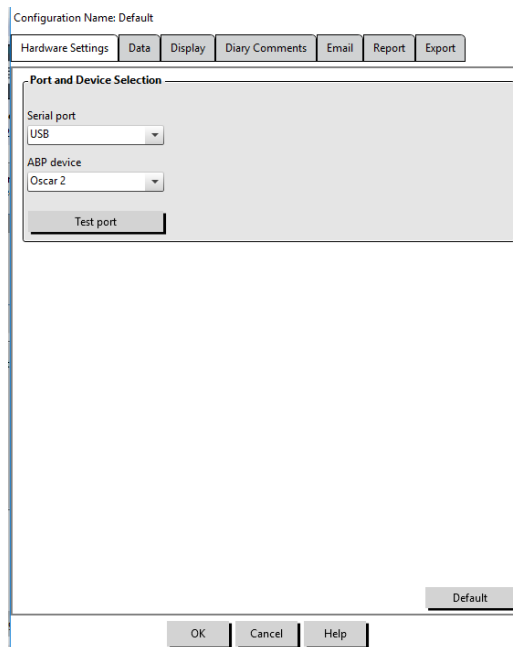 Configuration Name: Default
Hardware Settings Data Display Diary Comments Email Report Export
Port and Device Selection
Serial port
USB
ABP device
Oscar 2
Test port
Default
OK Cancel Help